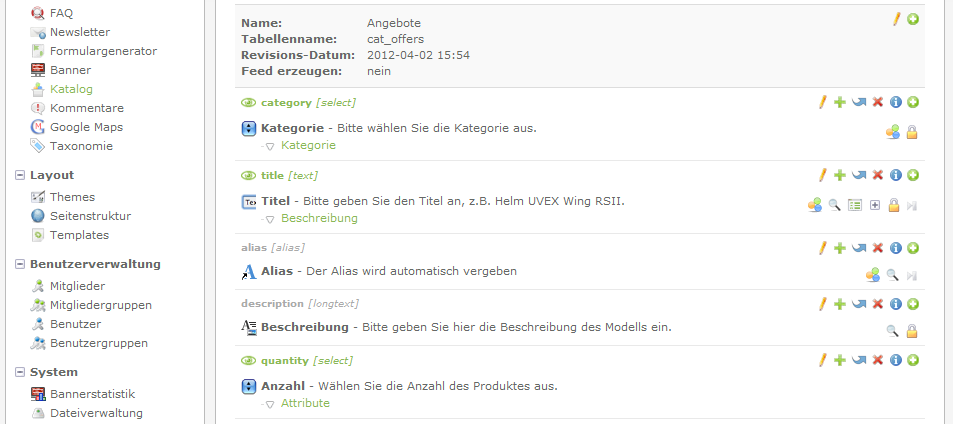 FAQ
Newsletter
Formulargenerator
Banner
Katalog
Kommentare
Google Maps
Taxonomie
Layout
Themes
Seitenstruktur
Templates
Benutzerverwaltung
Mitglieder
Mitgliedergruppen
Benutzer
Benutzergruppen
System
Bannerstatistik
Dateiverwaltung
Name: Angebote
Tabellenname: cat_offers
Revisions-Datum: 2012-04-02 15:54
Feed erzeugen: nein
category [select]
Kategorie - Bitte wählen Sie die Kategorie aus.
Kategorie
title [text]
Titel - Bitte geben Sie den Titel an, z.B. Helm UVEX Wing RSII.
Beschreibung
alias [alias]
Alias - Der Alias wird automatisch vergeben
description [longtext]
Beschreibung - Bitte geben Sie hier die Beschreibung des Modells ein.
quantity [select]
Anzahl - Wählen Sie die Anzahl des Produktes aus.
Attribute